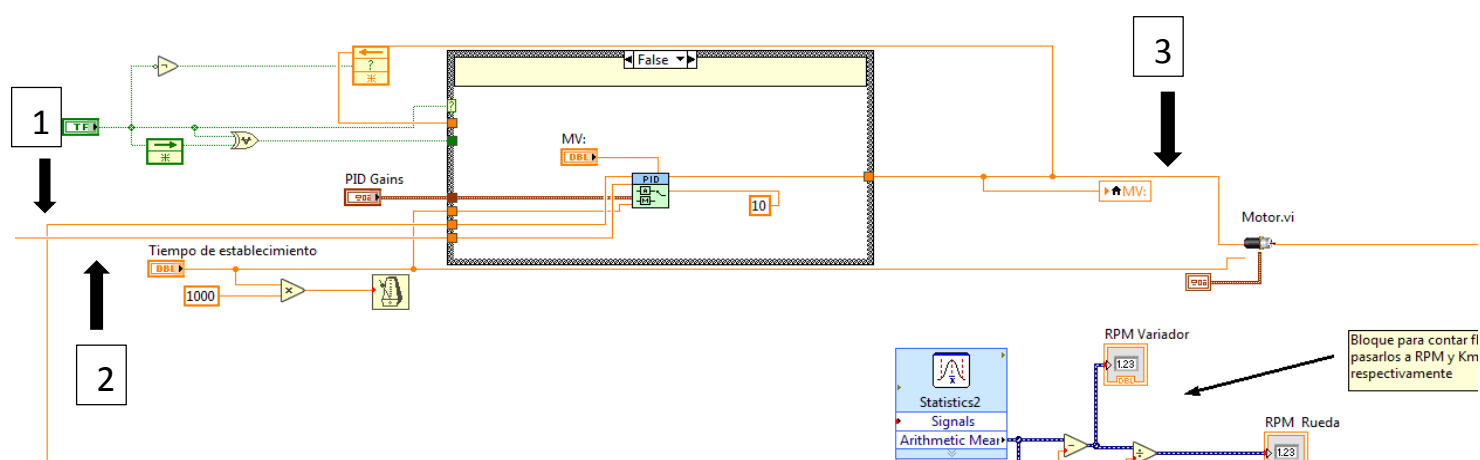 3
False
1
TF
MV:
DBL
PID
PID Gains
10
MV:
Motor.vi
Tiempo de establecimiento
DBL
1000
2
RPM Variador
1.23
DBL
Bloque para contar fl
pasarlos a RPM y Km
respectivamente
Statistics2
Signals
Arithmetic Mear
RPM Rueda
1.23